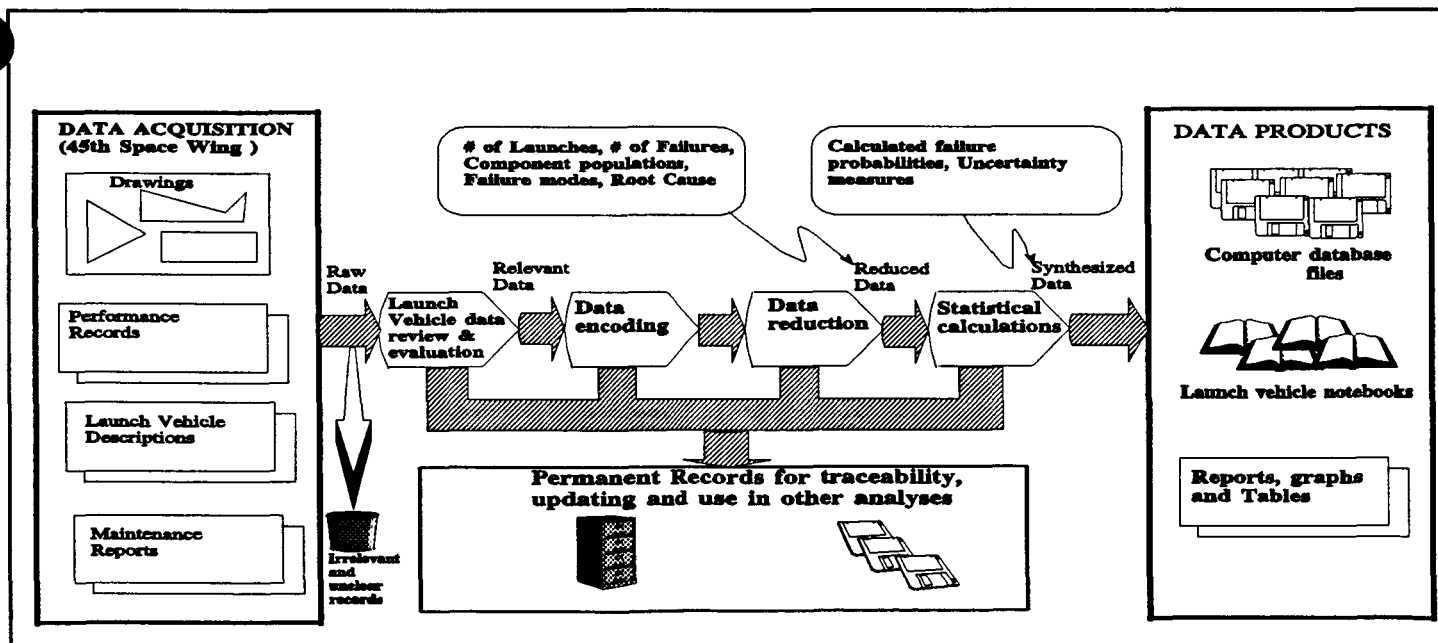 DATA ACQUISITION
(45th Space Wing )
Drawings
Performance
Records
Launch Vehicle
Descriptions
Maintenance
Reports
Raw
Data
Irrelevant
and
unclear
records
# of Launches, # of Failures,
Component populations,
Failure modes, Root Cause
Calculated failure
probabilities, Uncertainty
measures
Launch
Vehicle data
review &
evaluation
Relevant
Data
Data
encoding
Data
reduction
Reduced
Data
Statistical
calculations
Synthesized
Data
Permanent Records for traceability,
updating and use in other analyses
DATA PRODUCTS
Computer database
files
Launch vehicle notebooks
Reports, graphs
and Tables